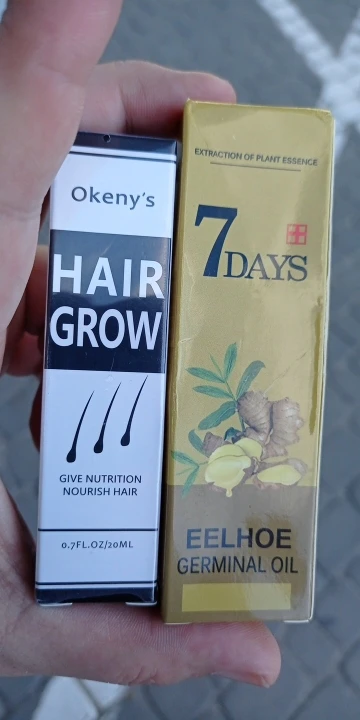 Okeny's
HAIR
GROW
GIVE NUTRITION
NOURISH HAIR
0.7FL.OZ/20ML
EXTRACTION OF PLANT ESSENCE
7DAYS
EELHOE
GERMINAL OIL